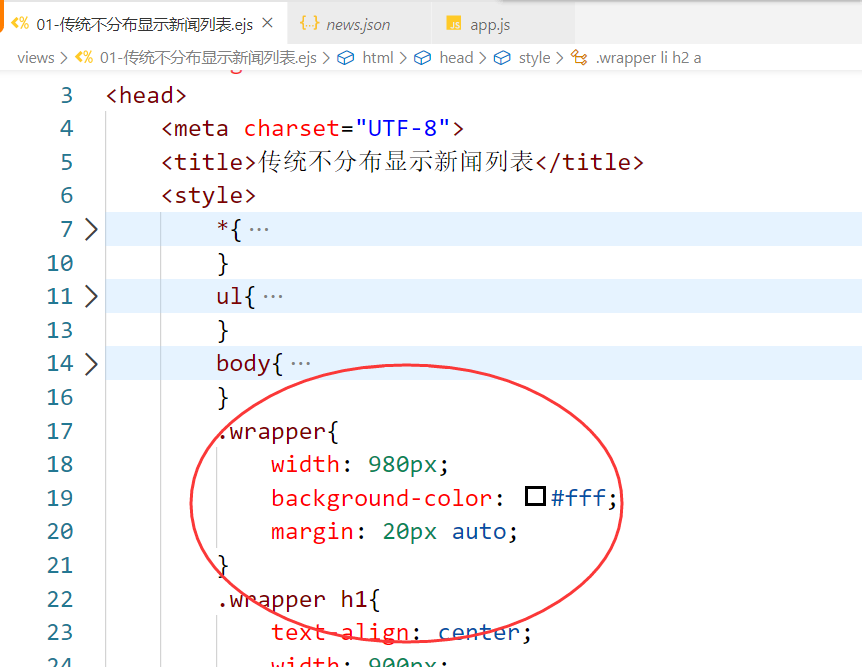 01-传统不分布显示新闻列表.ejs × news.json app.js
views > 01-传统不分布显示新闻列表.ejs > html > head > style > .wrapper li h2 a
3 <head>
4 <meta charset="UTF-8">
5 <title>传统不分布显示新闻列表</title>
6 <style>
7 *{ ···
10 }
11 ul{ ···
13 }
14 body{ ···
16 }
17 .wrapper{
18 width: 980px;
19 background-color: #fff;
20 margin: 20px auto;
21 }
22 .wrapper h1{
23 text-align: center;
24 width: 900px;